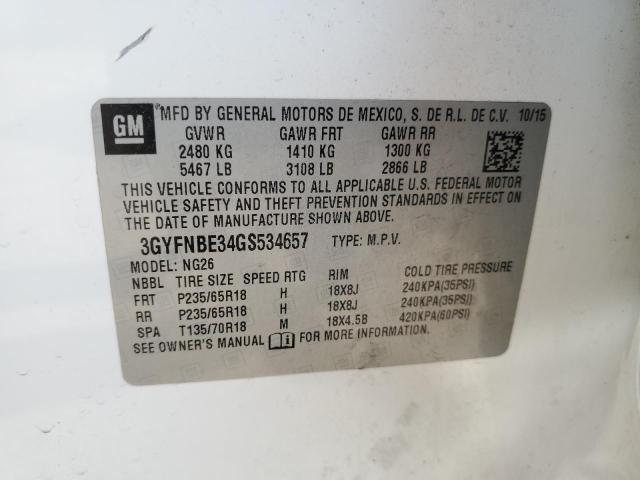 GM MFD BY GENERAL MOTORS DE MEXICO, S. DE R.L. DE C.V. 10/15
GVWR GAWR FRT GAWR RR
2480 KG 1410 KG 1300 KG
5467 LB 3108 LB 2866 LB
THIS VEHICLE CONFORMS TO ALL APPLICABLE U.S. FEDERAL MOTOR
VEHICLE SAFETY AND THEFT PREVENTION STANDARDS IN EFFECT ON
THE DATE OF MANUFACTURE SHOWN ABOVE.
3GYFNBE34GS534657 TYPE: M.P.V.
MODEL: NG26
NBBL TIRE SIZE SPEED RTG RIM COLD TIRE PRESSURE
FRT P235/65R18 H 18X8J 240KPA(35PSI)
RR P235/65R18 H 18X8J 240KPA(35PSI)
SPA T135/70R18 M 18X4.5B 420KPA(60PSI)
SEE OWNER'S MANUAL FOR MORE INFORMATION.